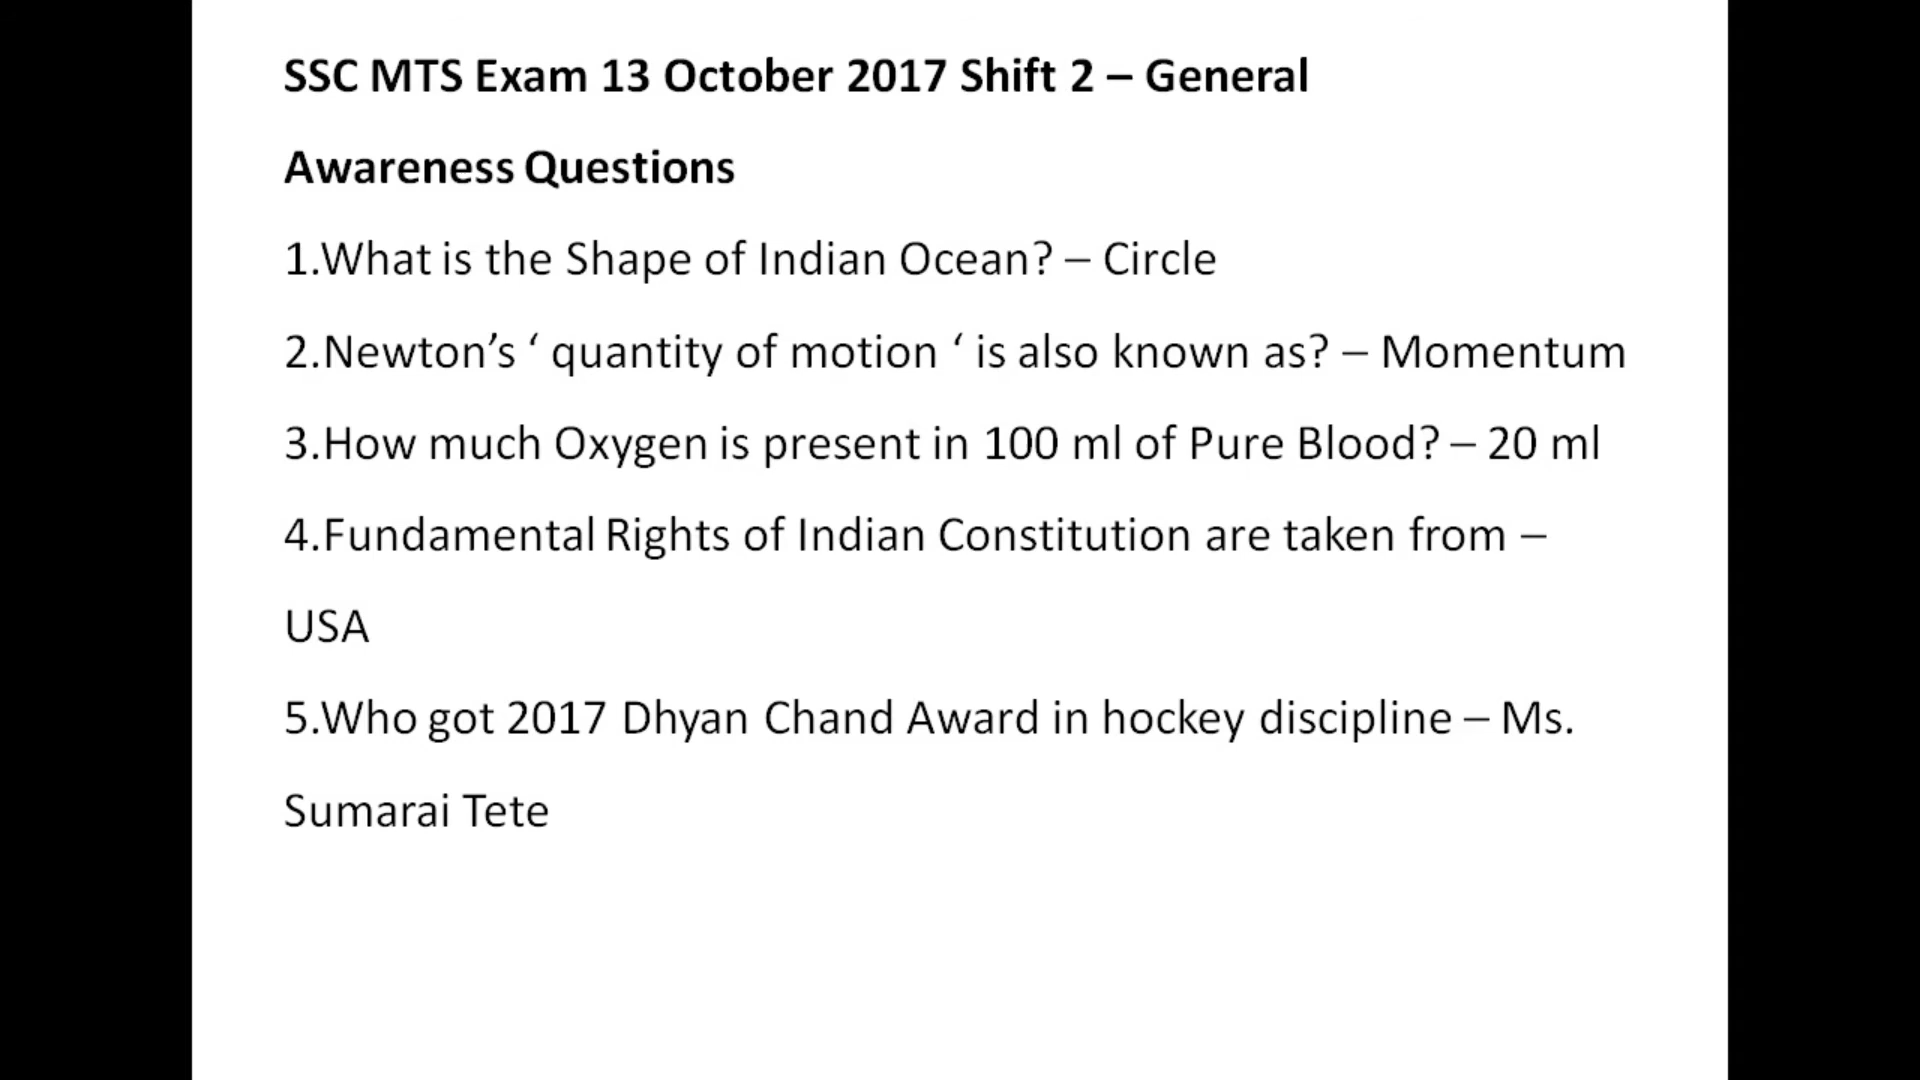 SSC MTS Exam 13 October 2017 Shift 2 – General
Awareness Questions
1.What is the Shape of Indian Ocean? – Circle
2.Newton’s ‘ quantity of motion ‘ is also known as? – Momentum
3.How much Oxygen is present in 100 ml of Pure Blood? – 20 ml
4.Fundamental Rights of Indian Constitution are taken from –
USA
5.Who got 2017 Dhyan Chand Award in hockey discipline – Ms.
Sumarai Tete